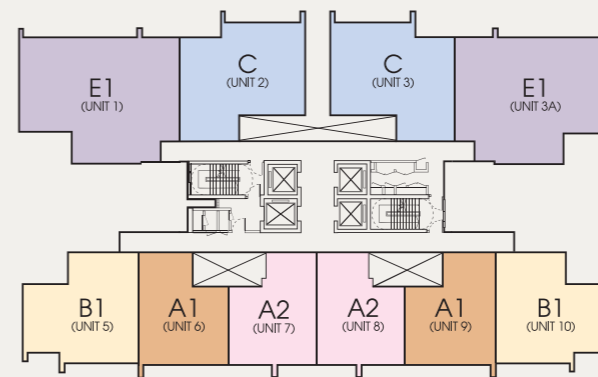 E1
(UNIT 1)
C
(UNIT 2)
C
(UNIT 3)
E1
(UNIT 3A)
B1
(UNIT 5)
A1
(UNIT 6)
A2
(UNIT 7)
A2
(UNIT 8)
A1
(UNIT 9)
B1
(UNIT 10)